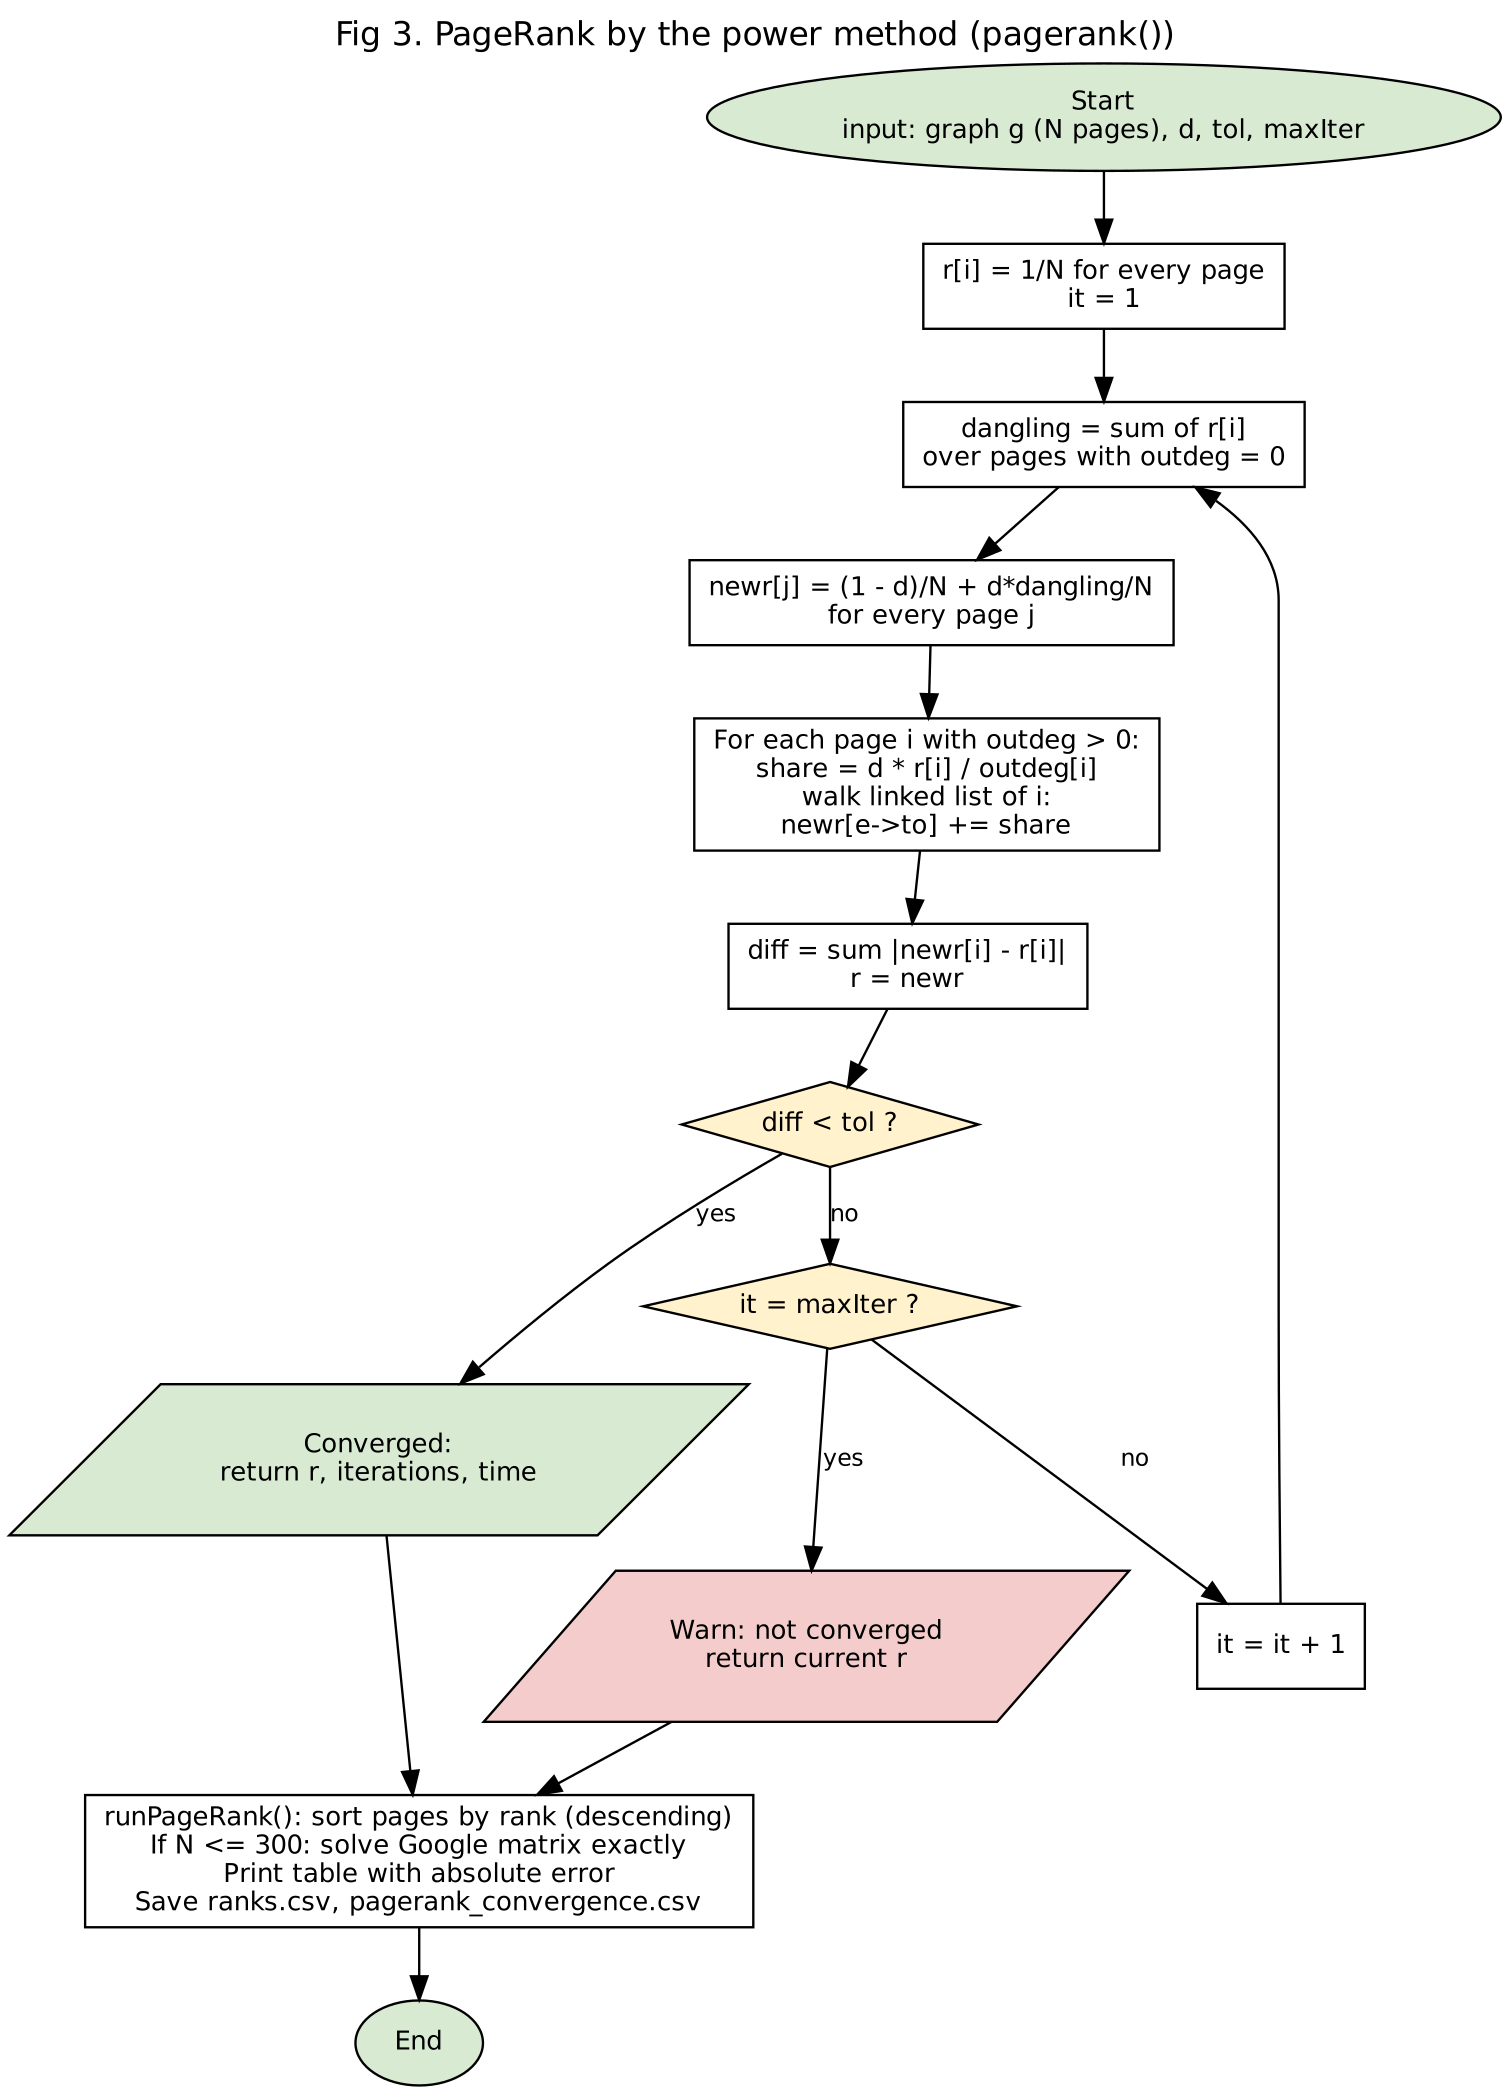 Fig 3. PageRank by the power method (pagerank())
Start
input: graph g (N pages), d, tol, maxIter
r[i] = 1/N for every page
it = 1
dangling = sum of r[i]
over pages with outdeg = 0
newr[j] = (1 - d)/N + d*dangling/N
for every page j
For each page i with outdeg > 0:
share = d * r[i] / outdeg[i]
walk linked list of i:
newr[e->to] += share
diff = sum |newr[i] - r[i]|
r = newr
diff < tol ?
yes
no
it = maxIter ?
Converged:
return r, iterations, time
yes
no
Warn: not converged
return current r
it = it + 1
runPageRank(): sort pages by rank (descending)
If N <= 300: solve Google matrix exactly
Print table with absolute error
Save ranks.csv, pagerank_convergence.csv
End